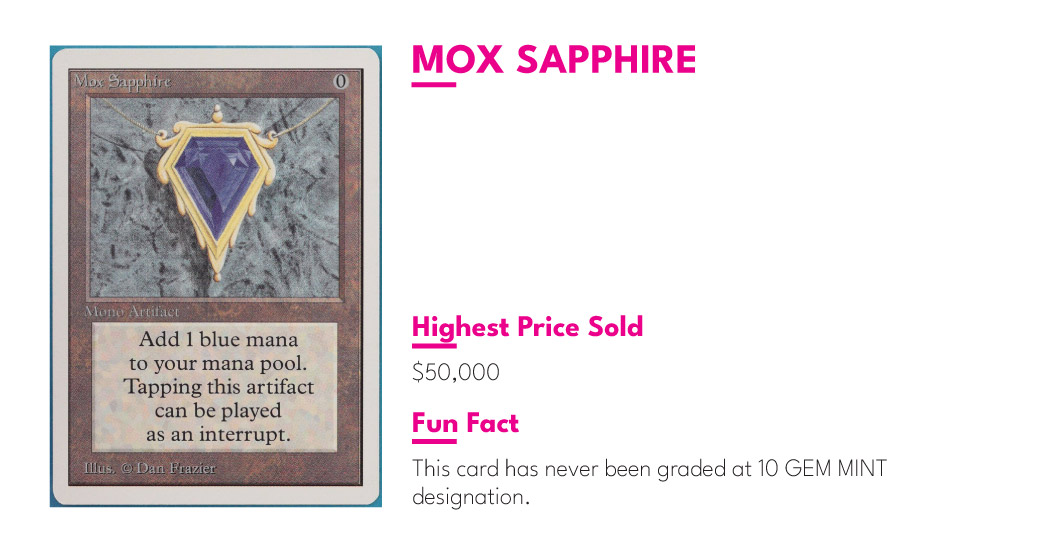 Mox Sapphire 0
Mono Artifact
Add 1 blue mana
to your mana pool.
Tapping this artifact
can be played
as an interrupt.
Illus. © Dan Frazier
MOX SAPPHIRE
Highest Price Sold
$50,000
Fun Fact
This card has never been graded at 10 GEM MINT
designation.